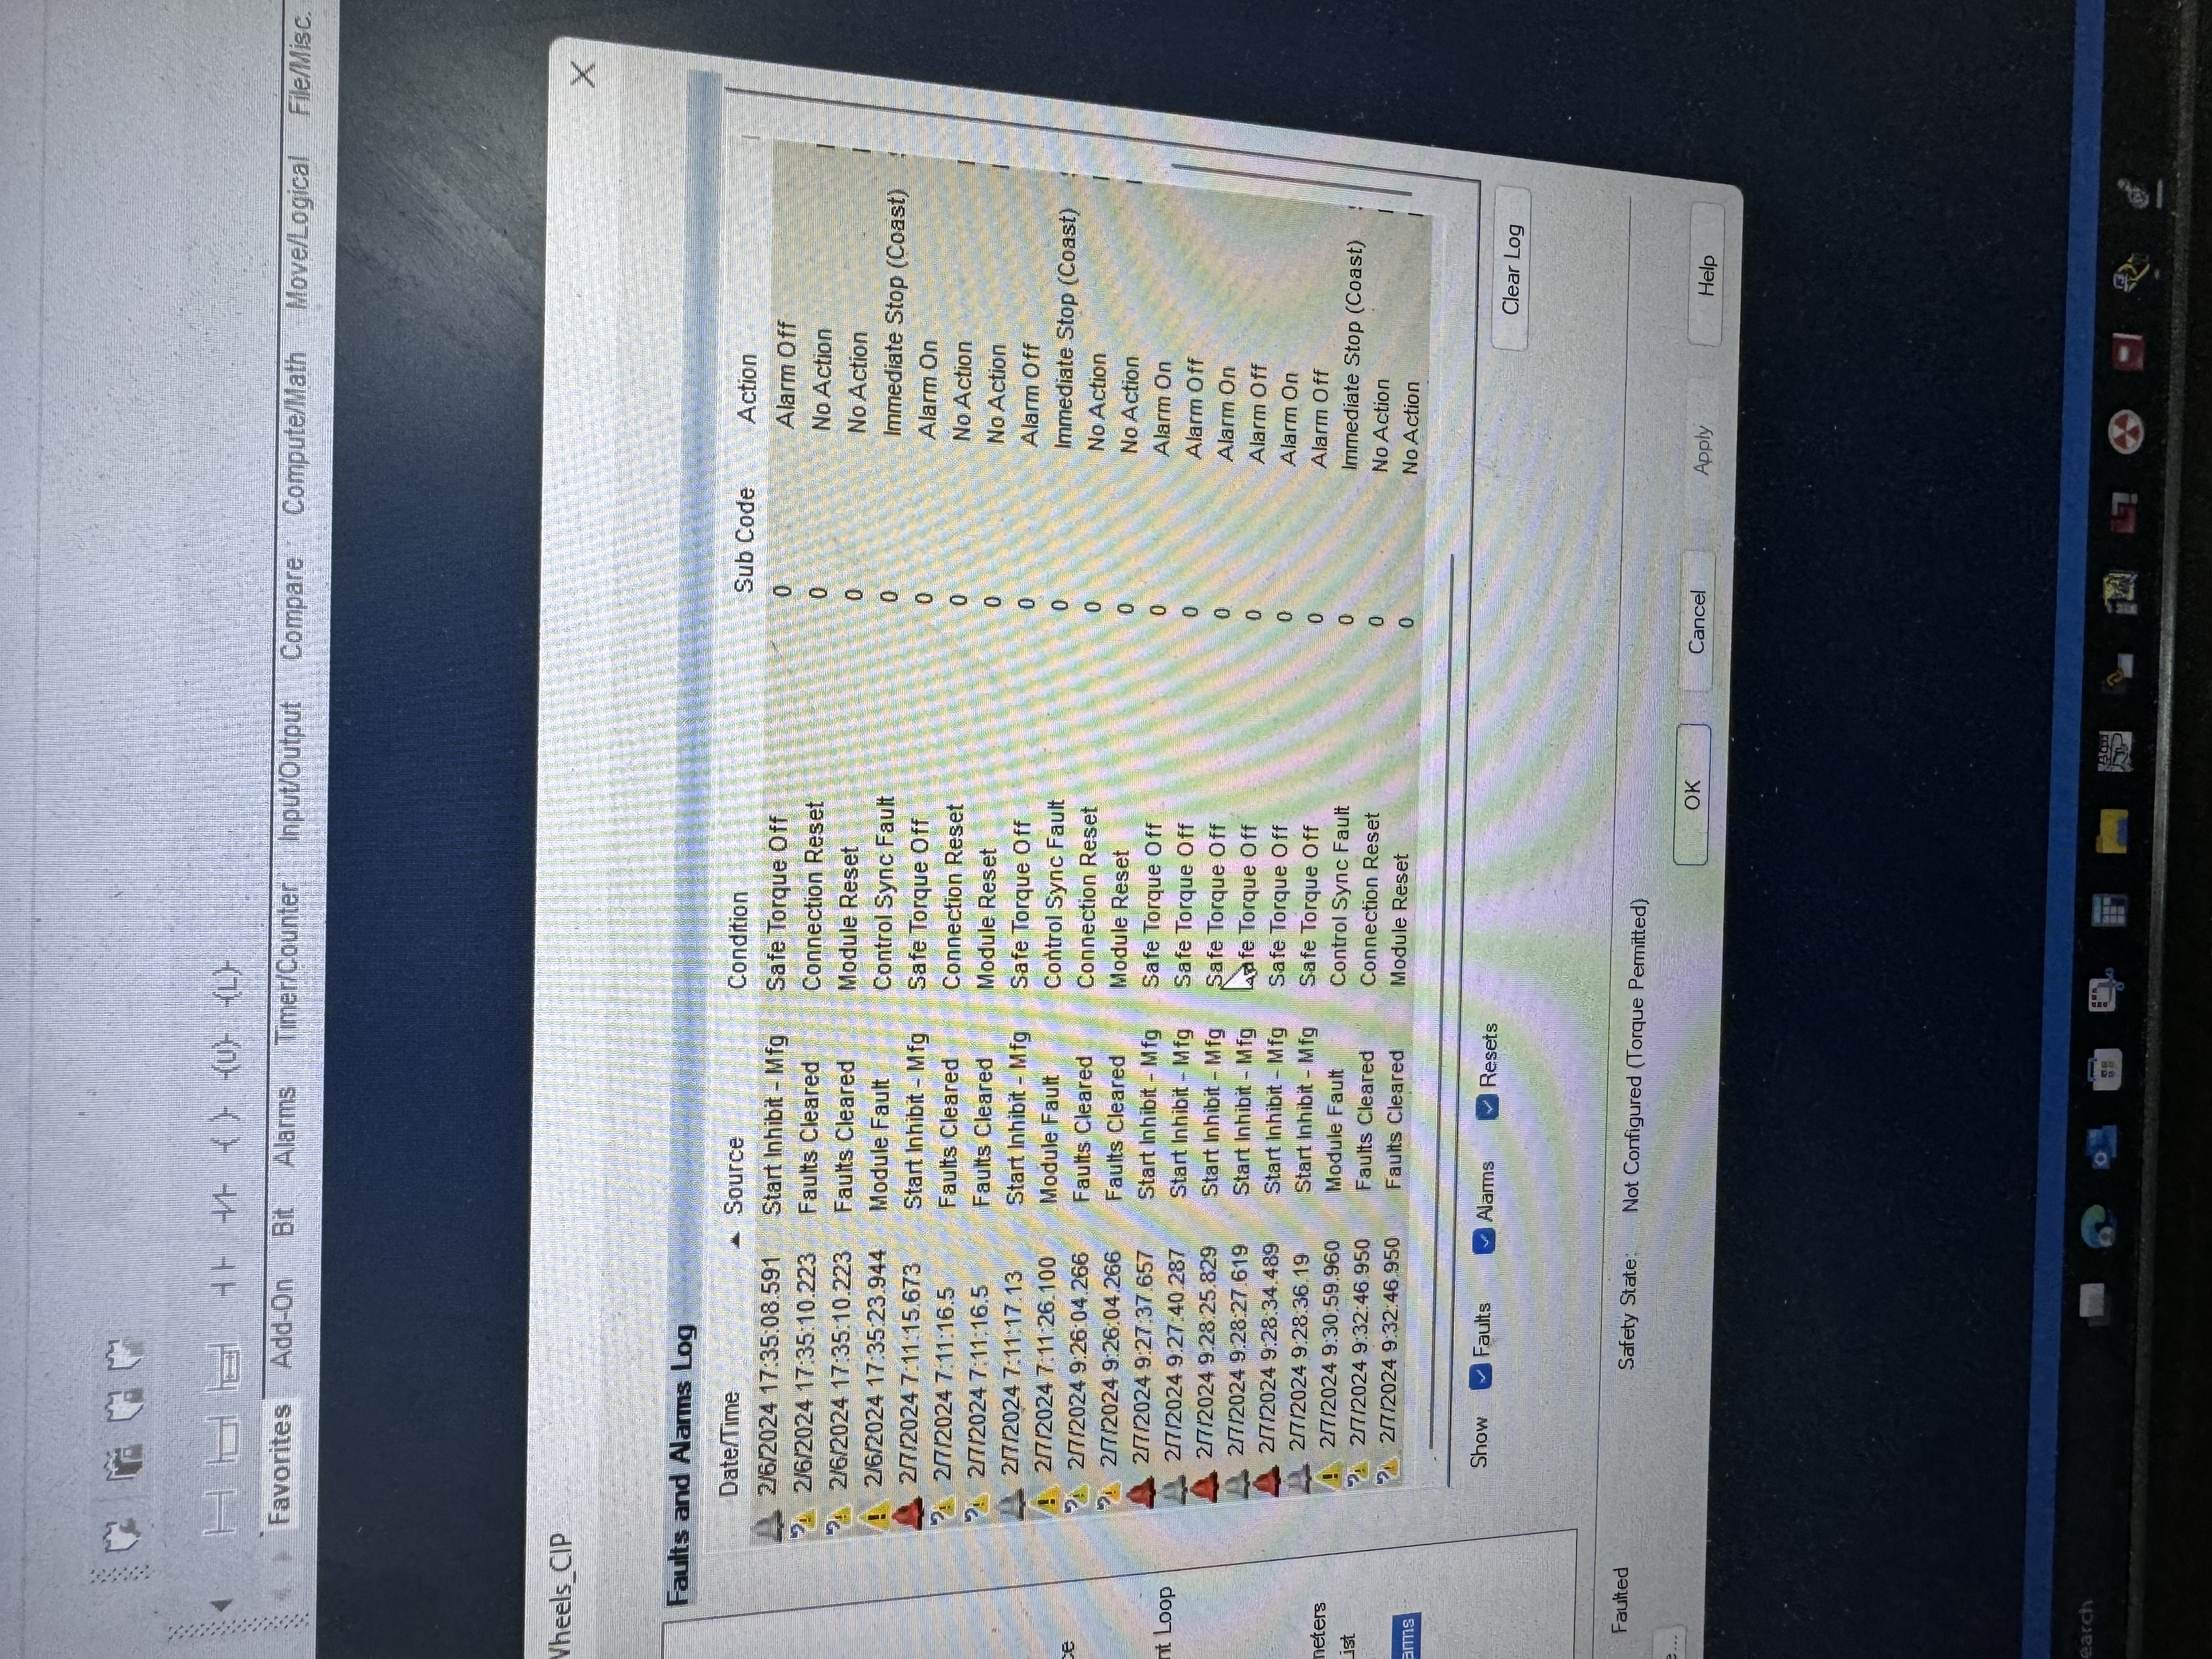 (U)
(L)
Favorites Add-On Bit Alarms Timer/Counter Input/Output Compare Compute/Math Move/Logical File/Misc.
Wheels_CIP
Faults and Alarms Log
Date/Time Source Condition Sub Code Action
2/6/2024 17:35:08.591 Start Inhibit - Mfg Safe Torque Off 0 Alarm Off
2/6/2024 17:35:10.223 Faults Cleared Connection Reset 0 No Action
2/6/2024 17:35:10.223 Faults Cleared Module Reset 0 No Action
2/6/2024 17:35:23.944 Module Fault Control Sync Fault 0 Immediate Stop (Coast)
2/7/2024 7:11:15.673 Start Inhibit - Mfg Safe Torque Off 0 Alarm On
2/7/2024 7:11:16.5 Faults Cleared Connection Reset 0 No Action
2/7/2024 7:11:16.5 Faults Cleared Module Reset 0 No Action
2/7/2024 7:11:17.13 Start Inhibit - Mfg Safe Torque Off 0 Alarm Off
2/7/2024 7:11:26.100 Module Fault Control Sync Fault 0 Immediate Stop (Coast)
2/7/2024 9:26:04.266 Faults Cleared Connection Reset 0 No Action
2/7/2024 9:26:04.266 Faults Cleared Module Reset 0 No Action
2/7/2024 9:27:37.657 Start Inhibit - Mfg Safe Torque Off 0 Alarm On
2/7/2024 9:27:40.287 Start Inhibit - Mfg Safe Torque Off 0 Alarm Off
2/7/2024 9:28:25.829 Start Inhibit - Mfg Safe Torque Off 0 Alarm On
2/7/2024 9:28:27.619 Start Inhibit - Mfg Safe Torque Off 0 Alarm Off
2/7/2024 9:28:34.489 Start Inhibit - Mfg Safe Torque Off 0 Alarm On
2/7/2024 9:28:36.19 Start Inhibit - Mfg Safe Torque Off 0 Alarm Off
2/7/2024 9:30:59.960 Module Fault Control Sync Fault 0 Immediate Stop (Coast)
2/7/2024 9:32:46.950 Faults Cleared Connection Reset 0 No Action
2/7/2024 9:32:46.950 Faults Cleared Module Reset 0 No Action
ce
nt Loop
meters
List
arms
Show Faults Alarms Resets
Clear Log
Faulted Safety State: Not Configured (Torque Permitted)
e...
OK Cancel Apply Help
earch